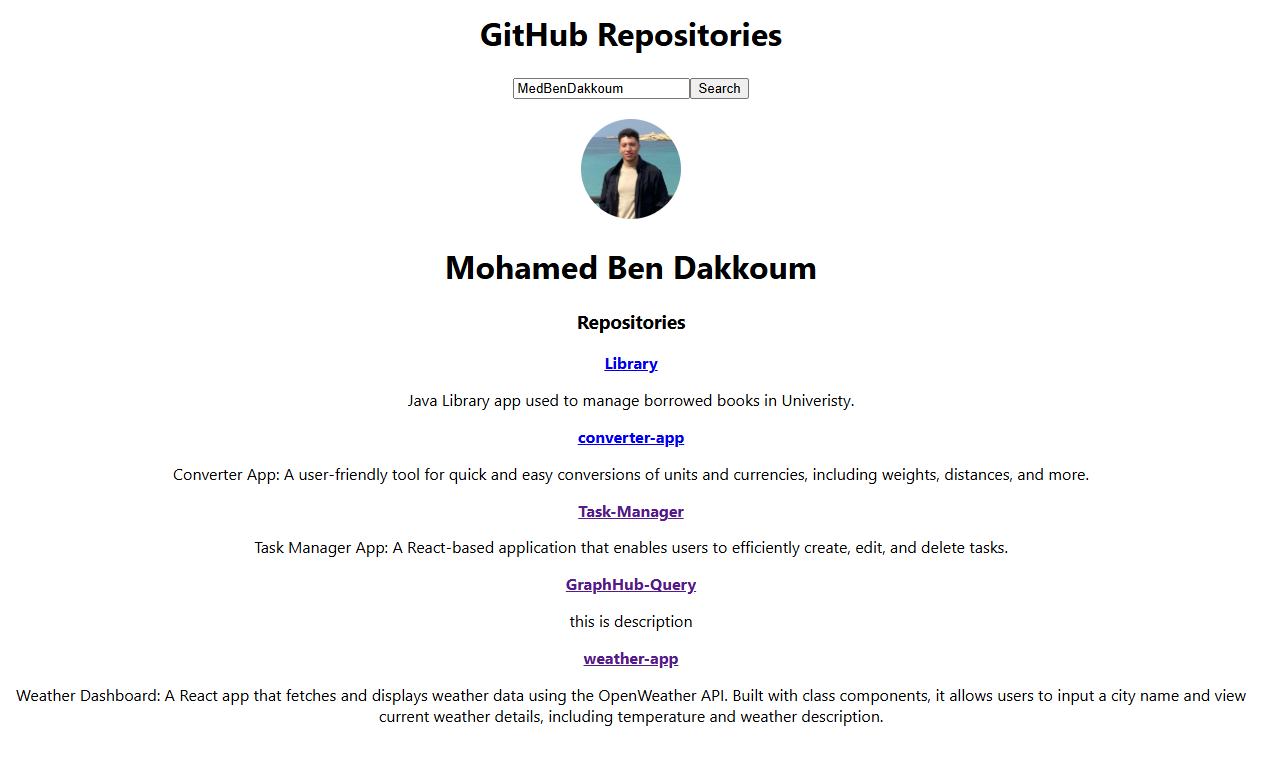 GitHub Repositories
MedBenDakkoum Search
Mohamed Ben Dakkoum
Repositories
Library
Java Library app used to manage borrowed books in Univeristy.
converter-app
Converter App: A user-friendly tool for quick and easy conversions of units and currencies, including weights, distances, and more.
Task-Manager
Task Manager App: A React-based application that enables users to efficiently create, edit, and delete tasks.
GraphHub-Query
this is description
weather-app
Weather Dashboard: A React app that fetches and displays weather data using the OpenWeather API. Built with class components, it allows users to input a city name and view
current weather details, including temperature and weather description.